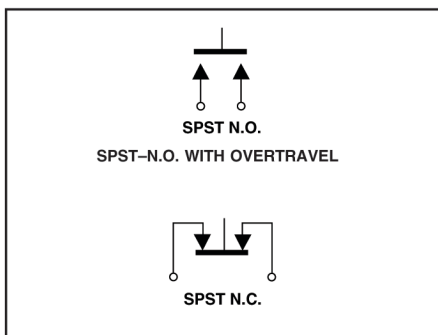 SPST N.O.
SPST–N.O. WITH OVERTRAVEL
SPST N.C.